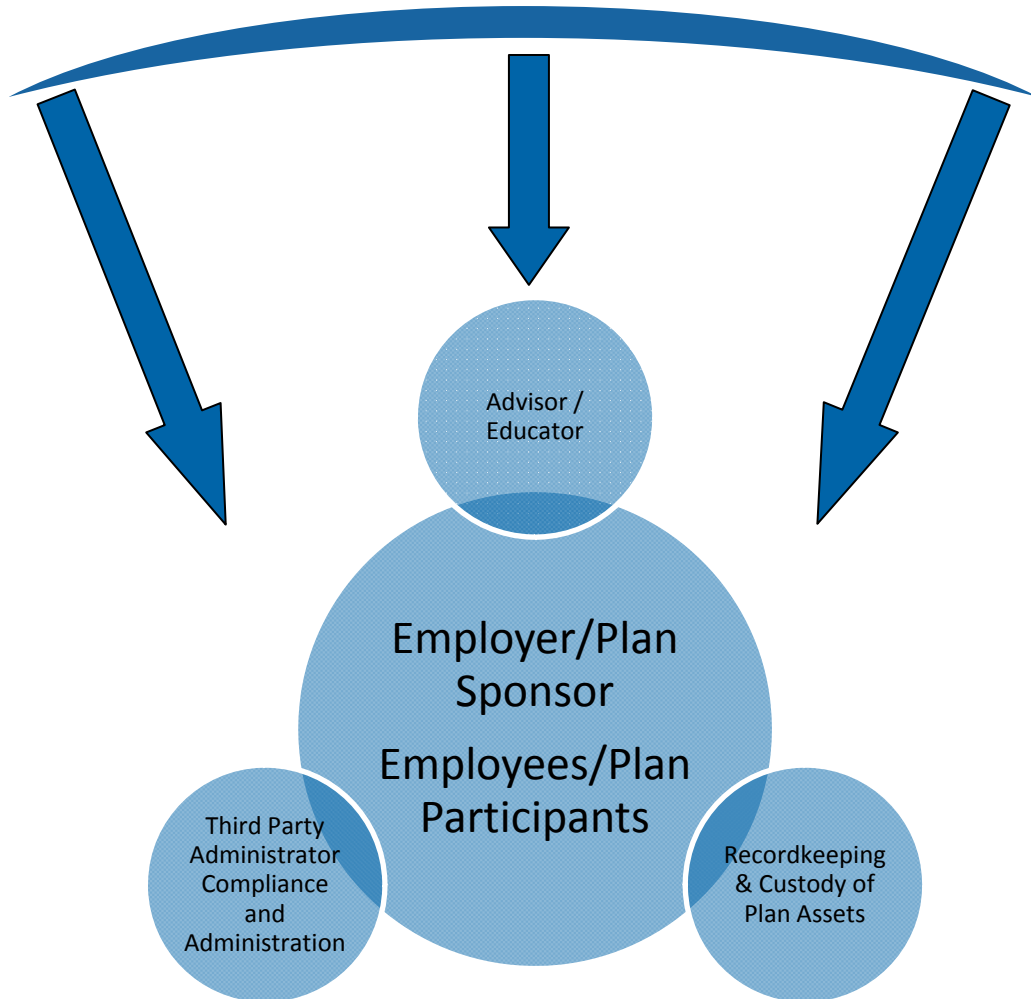 Advisor /
Educator
Employer/Plan
Sponsor
Employees/Plan
Participants
Third Party
Administrator
Compliance
and
Administration
Recordkeeping
& Custody of
Plan Assets